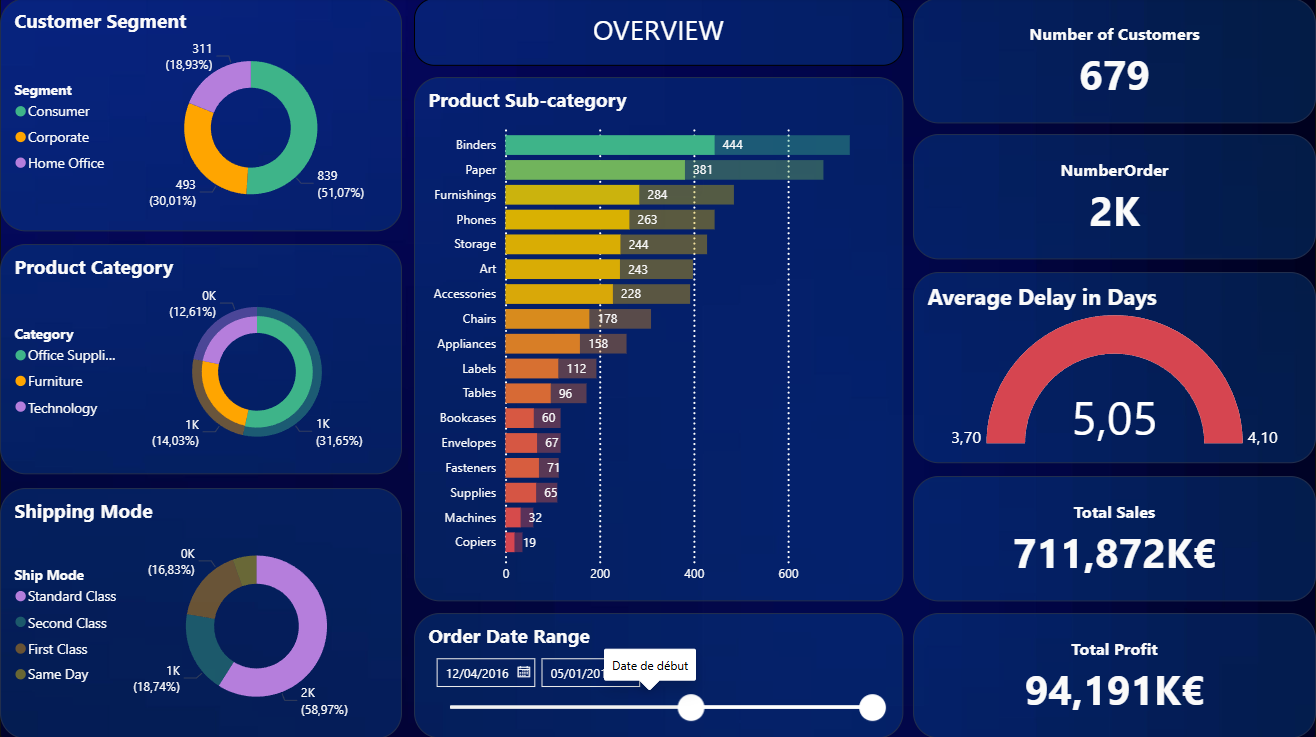 Customer Segment
311
(18,93%)
Segment
Consumer
Corporate
Home Office
493
(30,01%)
839
(51,07%)
Product Category
0K
(12,61%)
Category
Office Suppli...
Furniture
Technology
1K
(14,03%)
1K
(31,65%)
Shipping Mode
0K
(16,83%)
Ship Mode
Standard Class
Second Class
First Class
Same Day
1K
(18,74%)
2K
(58,97%)
OVERVIEW
Product Sub-category
Binders 444
Paper 381
Furnishings 284
Phones 263
Storage 244
Art 243
Accessories 228
Chairs 178
Appliances 158
Labels 112
Tables 96
Bookcases 60
Envelopes 67
Fasteners 71
Supplies 65
Machines 32
Copiers 19
0 200 400 600
Order Date Range
12/04/2016 05/01/
Date de début
Number of Customers
679
NumberOrder
2K
Average Delay in Days
5,05
3,70 4,10
Total Sales
711,872K€
Total Profit
94,191K€